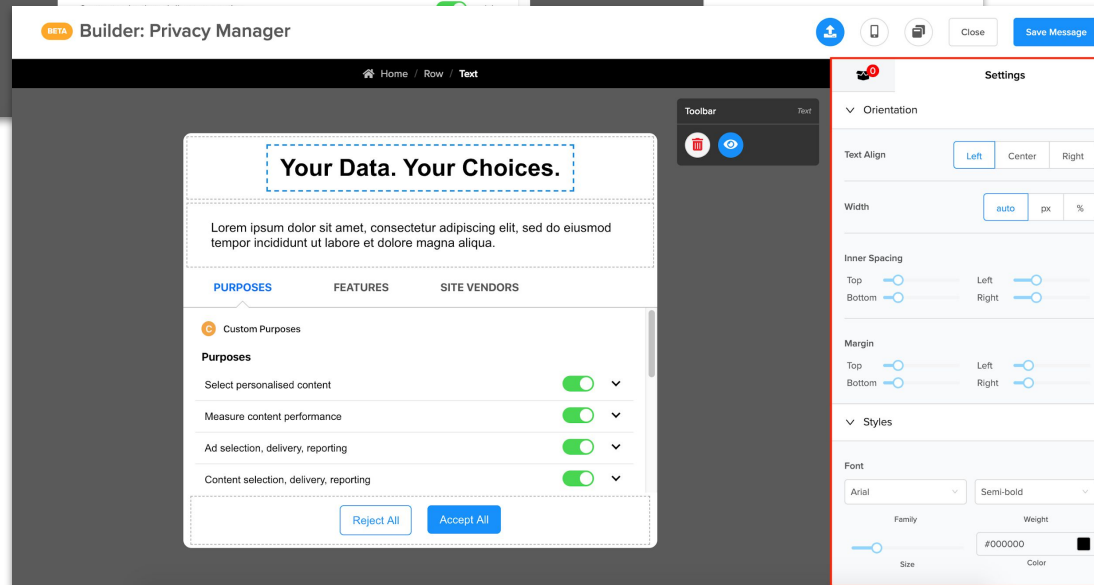 BETA Builder: Privacy Manager
Close
Save Message
Home / Row / Text
0
Settings
Toolbar Text
Your Data. Your Choices.
Lorem ipsum dolor sit amet, consectetur adipiscing elit, sed do eiusmod
tempor incididunt ut labore et dolore magna aliqua.
PURPOSES FEATURES SITE VENDORS
C Custom Purposes
Purposes
Select personalised content
Measure content performance
Ad selection, delivery, reporting
Content selection, delivery, reporting
Reject All Accept All
Orientation
Text Align Left Center Right
Width auto px %
Inner Spacing
Top Left
Bottom Right
Margin
Top Left
Bottom Right
Styles
Font
Arial Semi-bold
Family Weight
#000000
Size Color